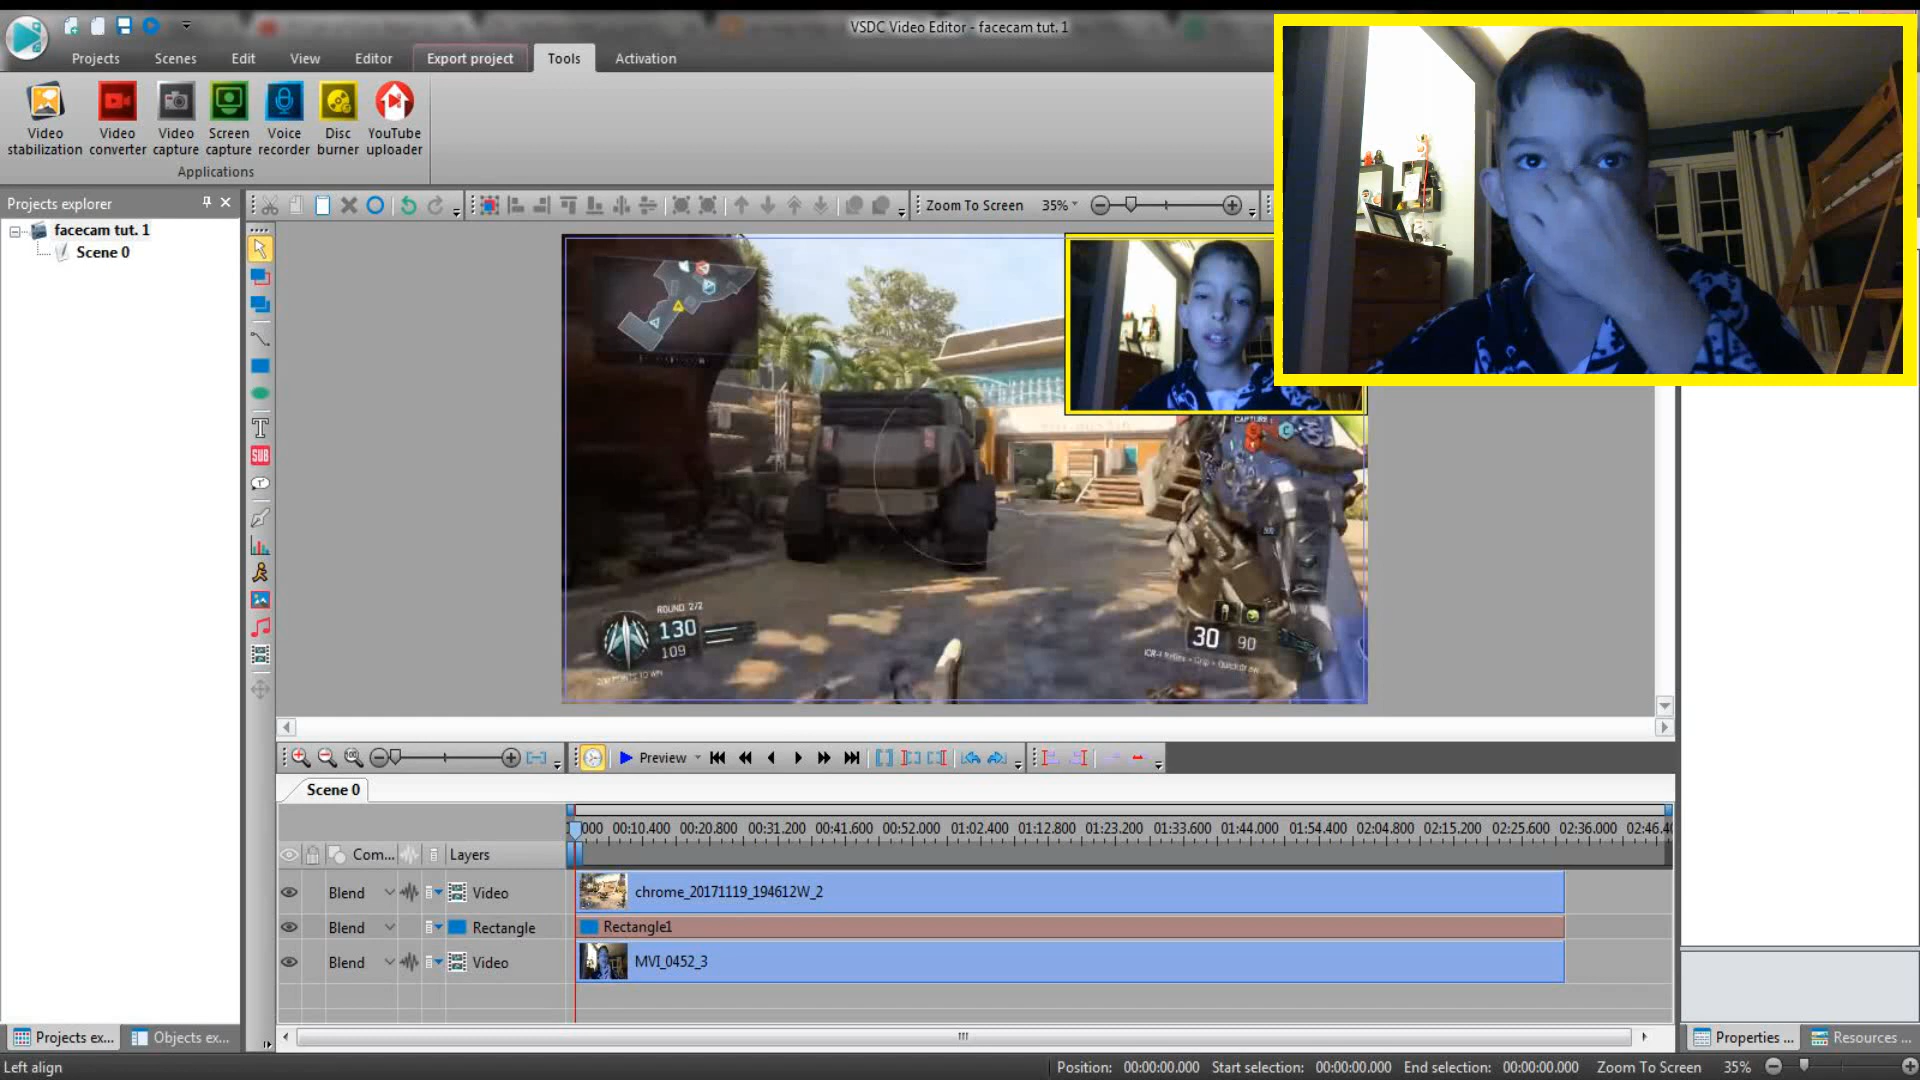 VSDC Video Editor - facecam tut. 1
Projects
Scenes
Edit
View
Editor
Export project
Tools
Activation
Video stabilization
Video converter
Video capture
Screen capture
Voice recorder
Disc burner
YouTube uploader
Applications
Projects explorer
facecam tut. 1
Scene 0
Zoom To Screen
35%
T
SUB
ROUND 2/2
130
109
30
90
Preview
Scene 0
000 00:10.400 00:20.800 00:31.200 00:41.600 00:52.000 01:02.400 01:12.800 01:23.200 01:33.600 01:44.000 01:54.400 02:04.800 02:15.200 02:25.600 02:36.000 02:46.4
Com...
Layers
Blend
Video
chrome_20171119_194612W_2
Blend
Rectangle
Rectangle1
Blend
Video
MVI_0452_3
Projects ex...
Objects ex...
Properties ...
Resources ...
Left align
Position: 00:00:00.000 Start selection: 00:00:00.000 End selection: 00:00:00.000 Zoom To Screen 35%